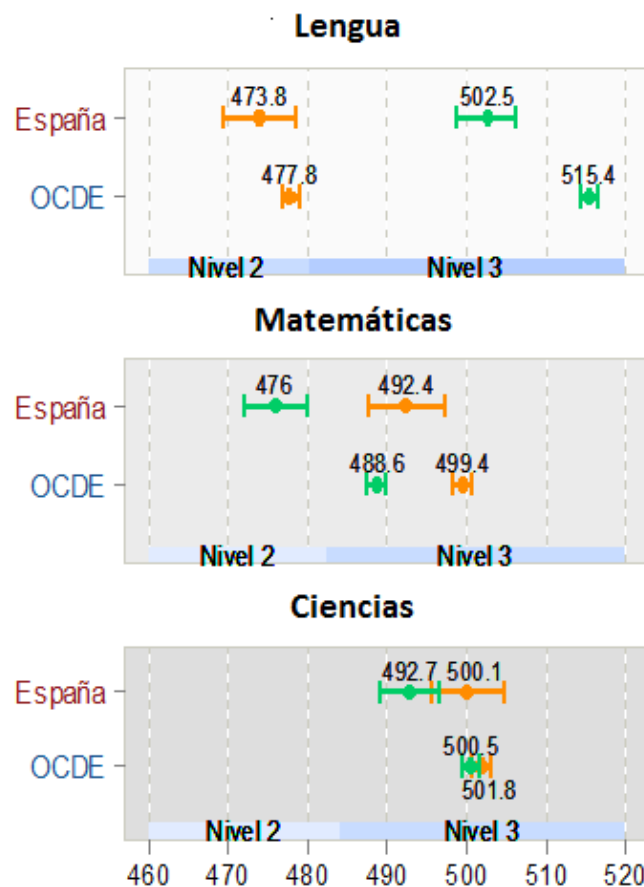 Lengua
473.8 502.5
España
477.8 515.4
OCDE
Nivel 2 Nivel 3
Matemáticas
476 492.4
España
488.6 499.4
OCDE
Nivel 2 Nivel 3
Ciencias
492.7 500.1
España
500.5
OCDE
501.8
Nivel 2 Nivel 3
460 470 480 490 500 510 520